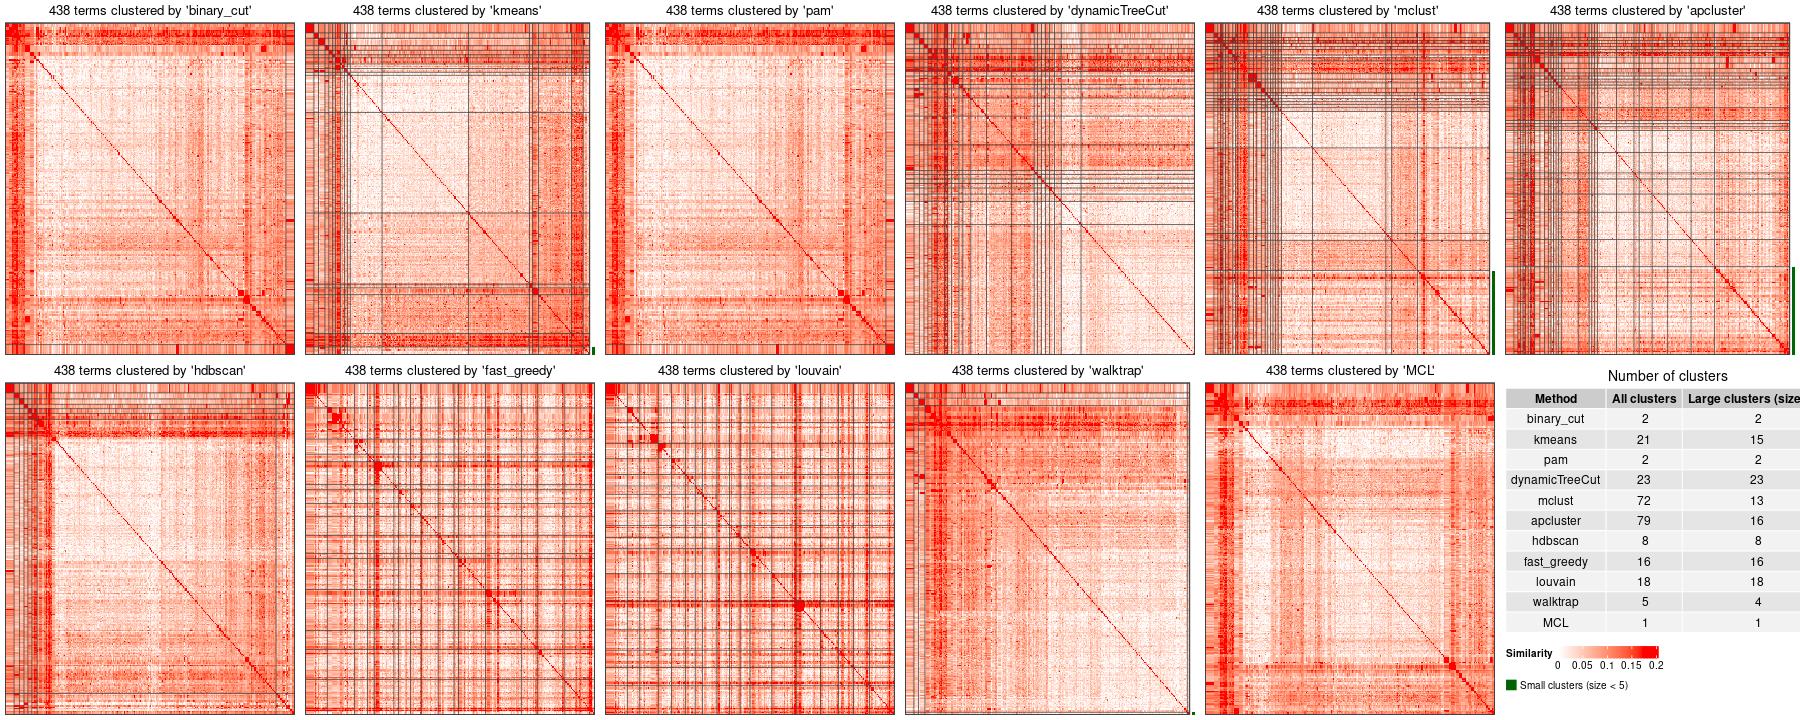 438 terms clustered by 'binary_cut'
438 terms clustered by 'kmeans'
438 terms clustered by 'pam'
438 terms clustered by 'dynamicTreeCut'
438 terms clustered by 'mclust'
438 terms clustered by 'apcluster'
438 terms clustered by 'hdbscan'
438 terms clustered by 'fast_greedy'
438 terms clustered by 'louvain'
438 terms clustered by 'walktrap'
438 terms clustered by 'MCL'
Number of clusters
Method All clusters Large clusters (size
binary_cut 2 2
kmeans 21 15
pam 2 2
dynamicTreeCut 23 23
mclust 72 13
apcluster 79 16
hdbscan 8 8
fast_greedy 16 16
louvain 18 18
walktrap 5 4
MCL 1 1
Similarity
0 0.05 0.1 0.15 0.2
Small clusters (size < 5)